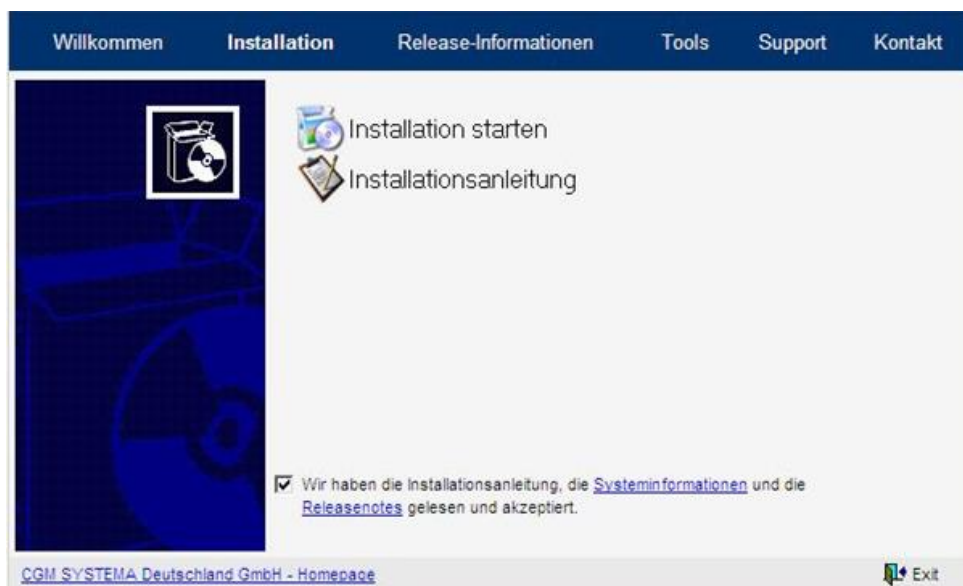 Willkommen Installation Release-Informationen Tools Support Kontakt
Installation starten
Installationsanleitung
Wir haben die Installationsanleitung, die Systeminformationen und die
Releasenotes gelesen und akzeptiert.
CGM SYSTEMA Deutschland GmbH - Homepage Exit